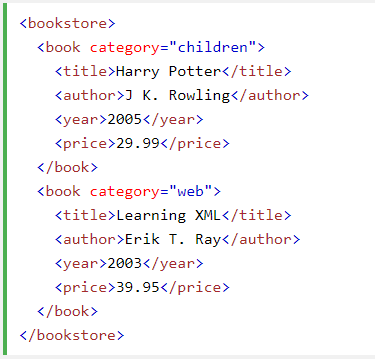 <bookstore>
  <book category="children">
    <title>Harry Potter</title>
    <author>J K. Rowling</author>
    <year>2005</year>
    <price>29.99</price>
  </book>
  <book category="web">
    <title>Learning XML</title>
    <author>Erik T. Ray</author>
    <year>2003</year>
    <price>39.95</price>
  </book>
</bookstore>